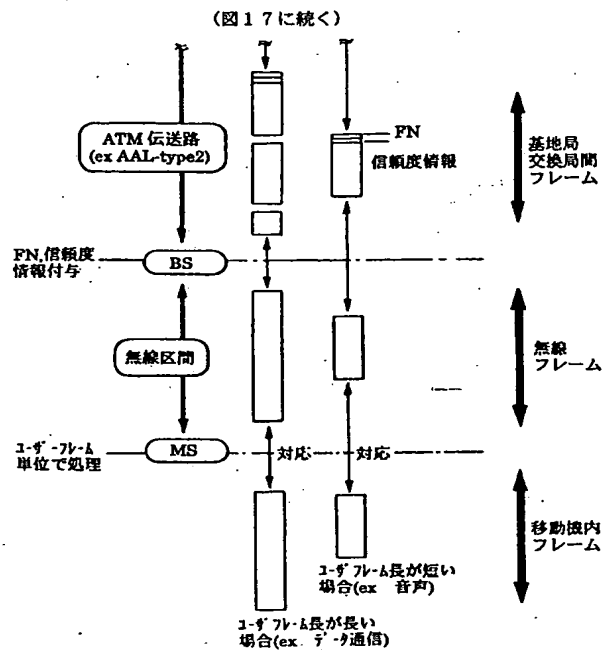 (図17に続く)
ATM 伝送路
(ex AAL-type2)
FN
信頼度情報
基地局
交換局間
フレーム
FN,信頼度
情報付与
BS
無線区間
無線
フレーム
ユーザーフレーム
単位で処理
MS
対応
対応
移動機内
フレーム
ユーザフレーム長が短い
場合(ex 音声)
ユーザフレーム長が長い
場合(ex データ通信)